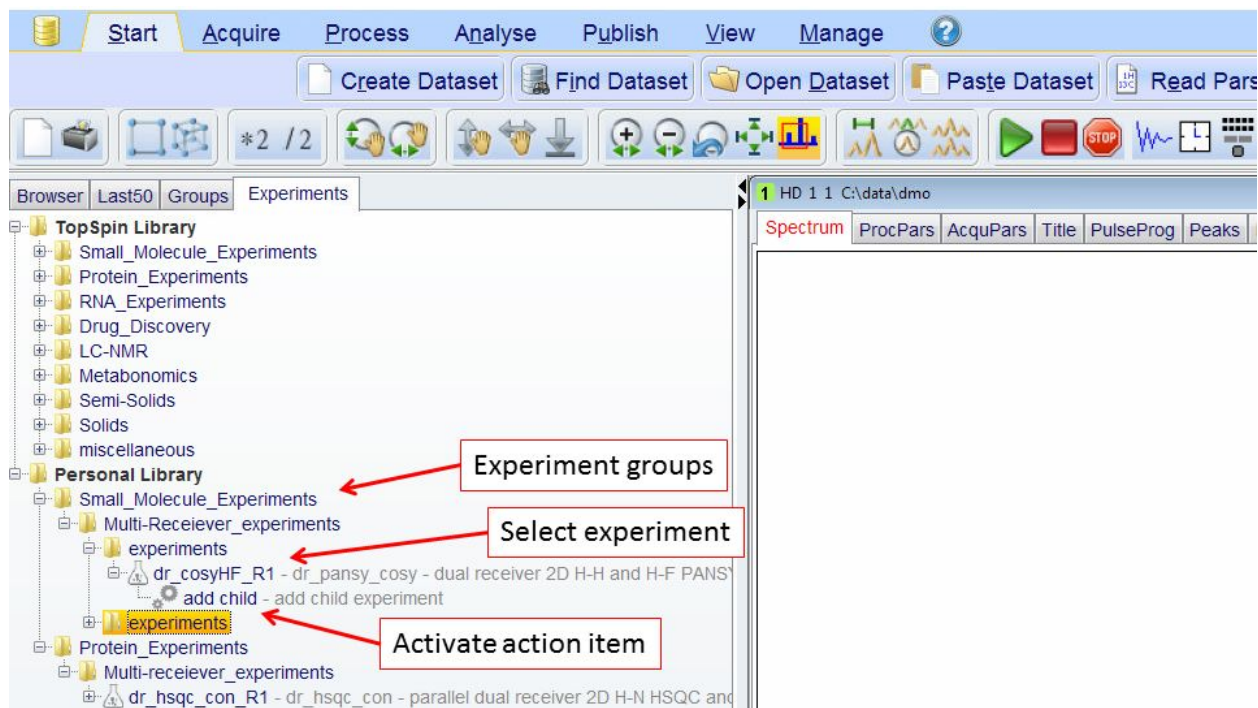 Start Acquire Process Analyse Publish View Manage ?
Create Dataset Find Dataset Open Dataset Paste Dataset Read Pars
*2 /2 STOP
Browser Last50 Groups Experiments
1 HD 1 1 C:\data\dmo
Spectrum ProcPars AcquPars Title PulseProg Peaks
TopSpin Library
Small_Molecule_Experiments
Protein_Experiments
RNA_Experiments
Drug_Discovery
LC-NMR
Metabonomics
Semi-Solids
Solids
miscellaneous
Personal Library
Experiment groups
Small_Molecule_Experiments
Multi-Receiever_experiments
Select experiment
experiments
dr_cosyHF_R1 - dr_pansy_cosy - dual receiver 2D H-H and H-F PANSY
add child - add child experiment
experiments
Activate action item
Protein_Experiments
Multi-receiever_experiments
dr_hsqc_con_R1 - dr_hsqc_con - parallel dual receiver 2D H-N HSQC and